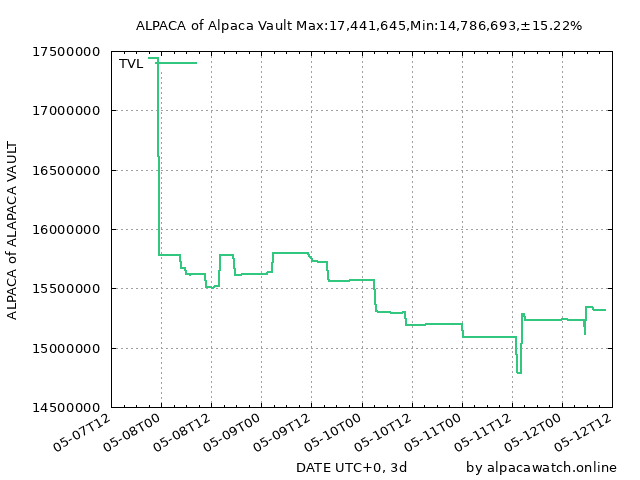 ALPACA of Alpaca Vault Max:17,441,645,Min:14,786,693,±15.22%
17500000
TVL
17000000
16500000
16000000
15500000
15000000
14500000
ALPACA of ALAPACA VAULT
05-07T12
05-08T00
05-08T12
05-09T00
05-09T12
05-10T00
05-10T12
05-11T00
05-11T12
05-12T00
05-12T12
DATE UTC+0, 3d
by alpacawatch.online